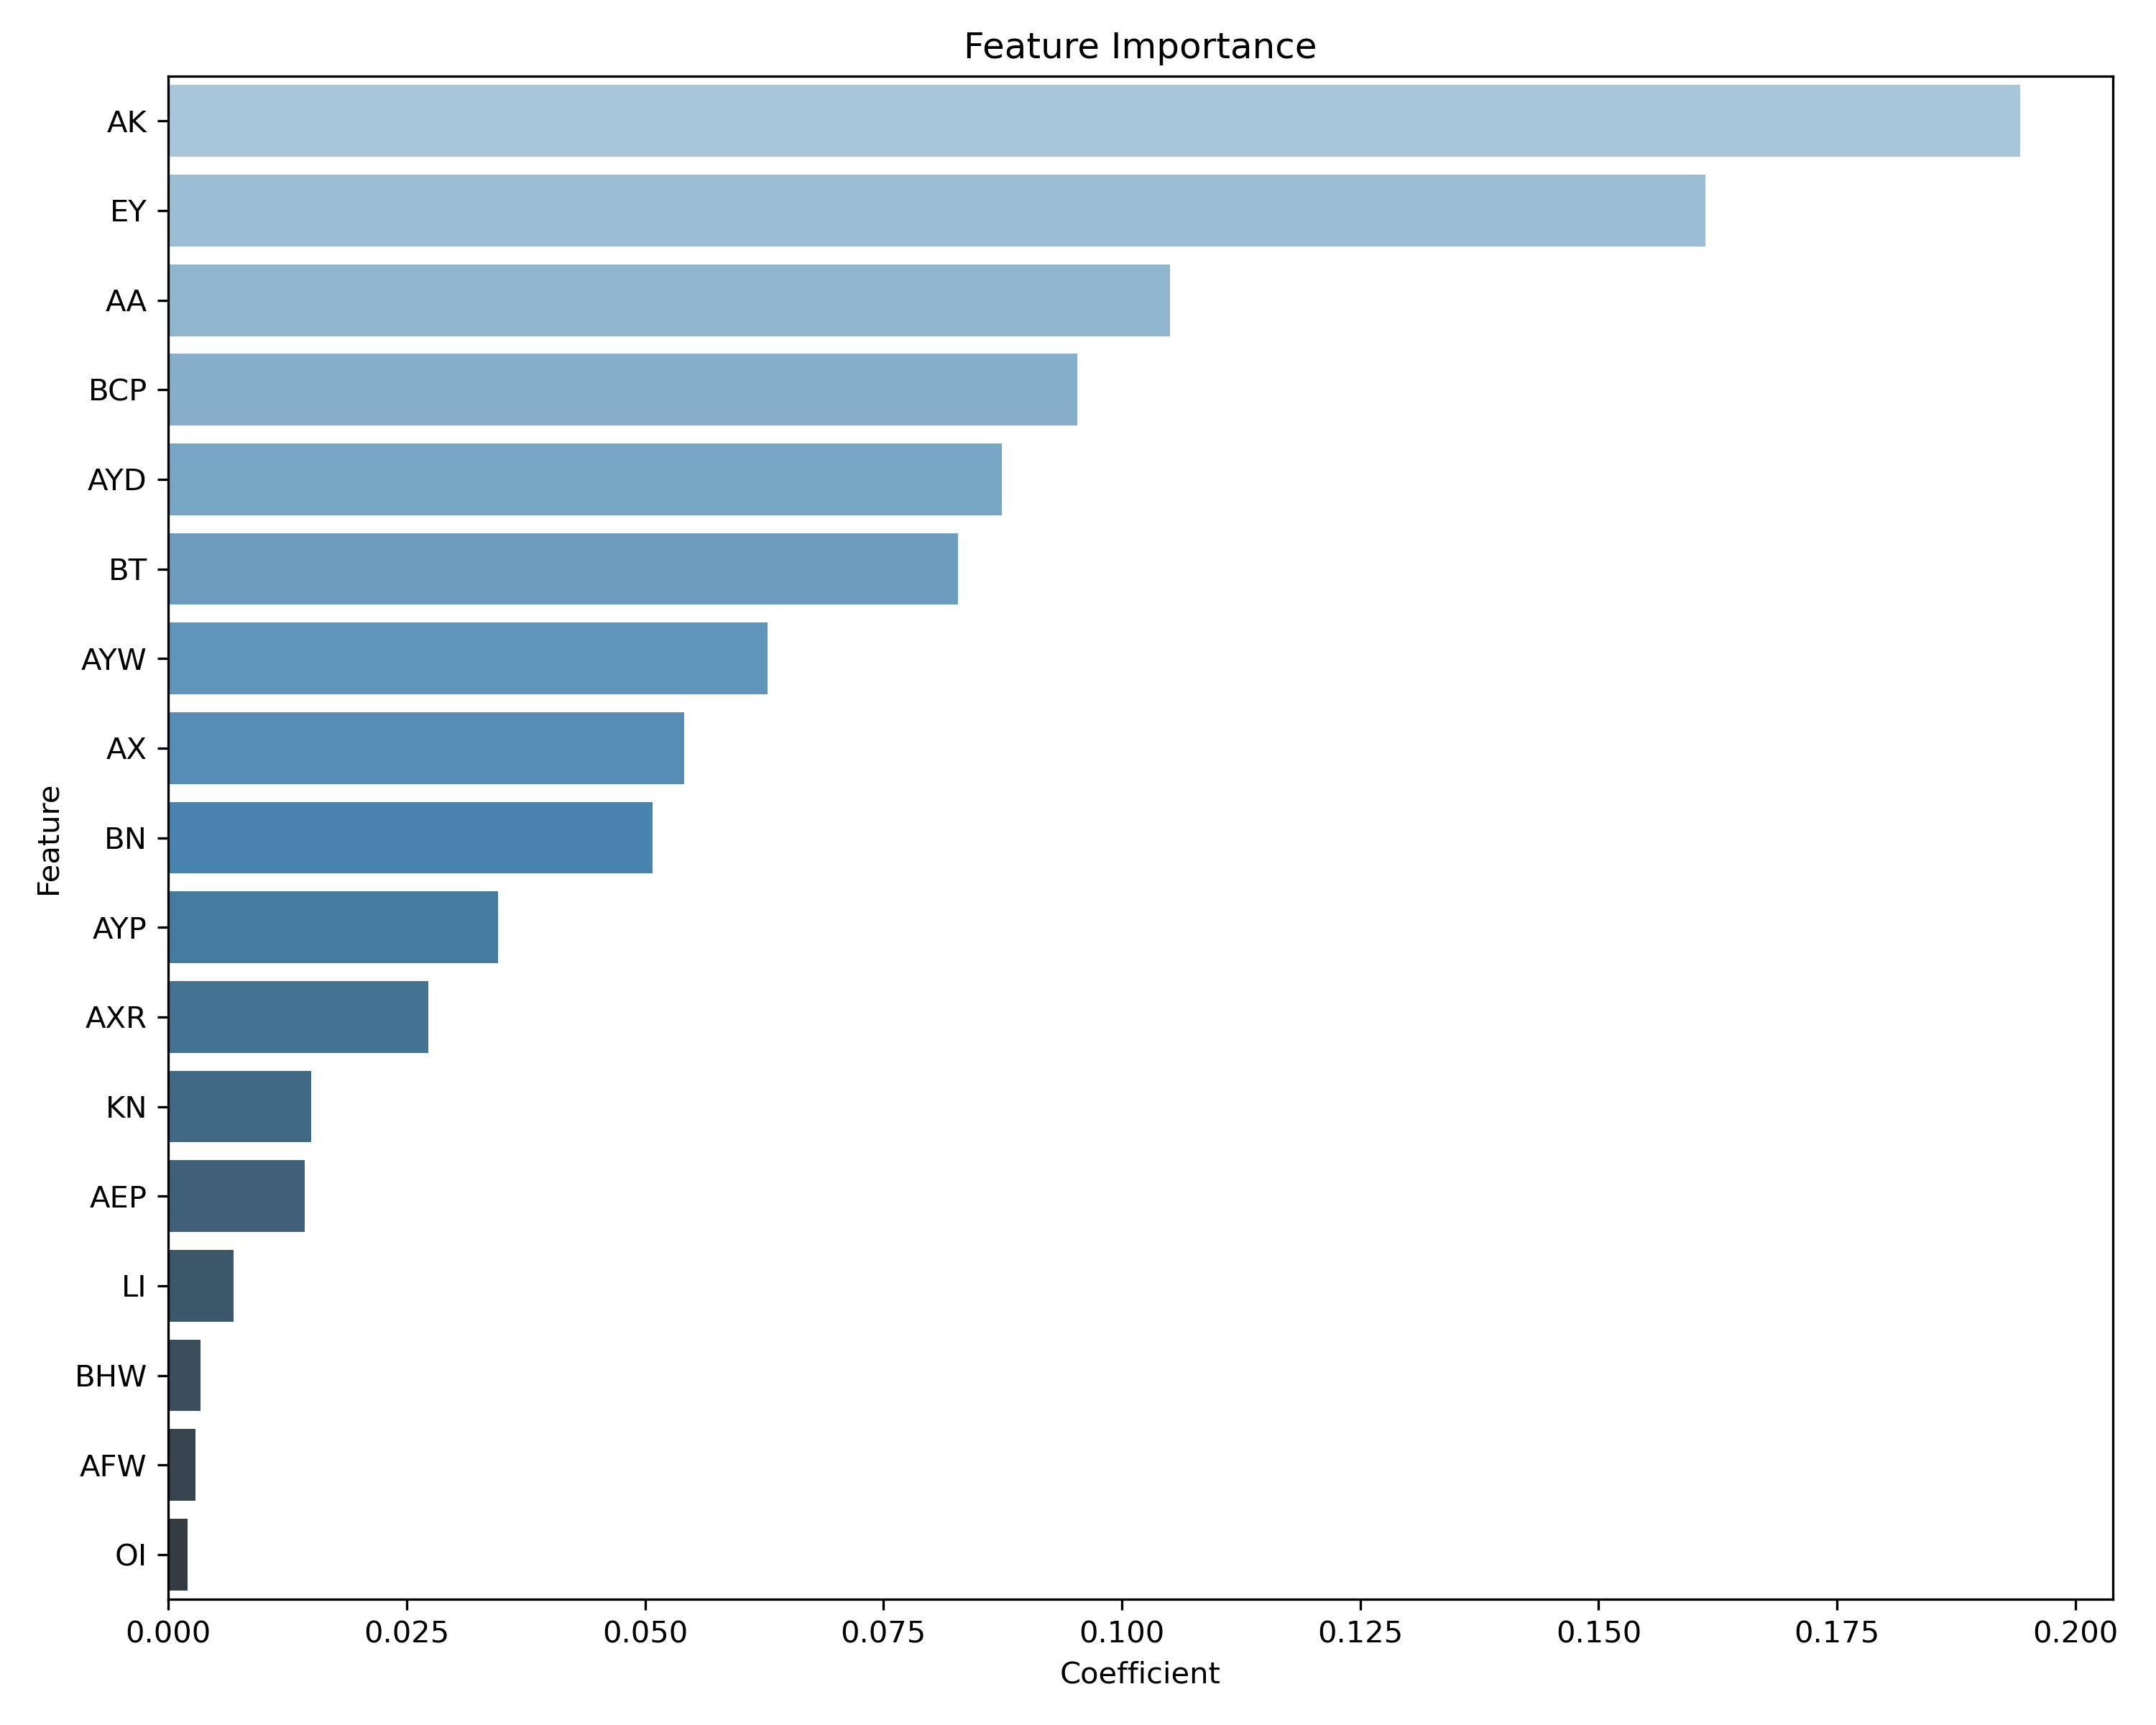 Feature Importance
AK
EY
AA
BCP
AYD
BT
AYW
AX
BN
AYP
AXR
KN
AEP
LI
BHW
AFW
OI
Feature
0.000 0.025 0.050 0.075 0.100 0.125 0.150 0.175 0.200
Coefficient